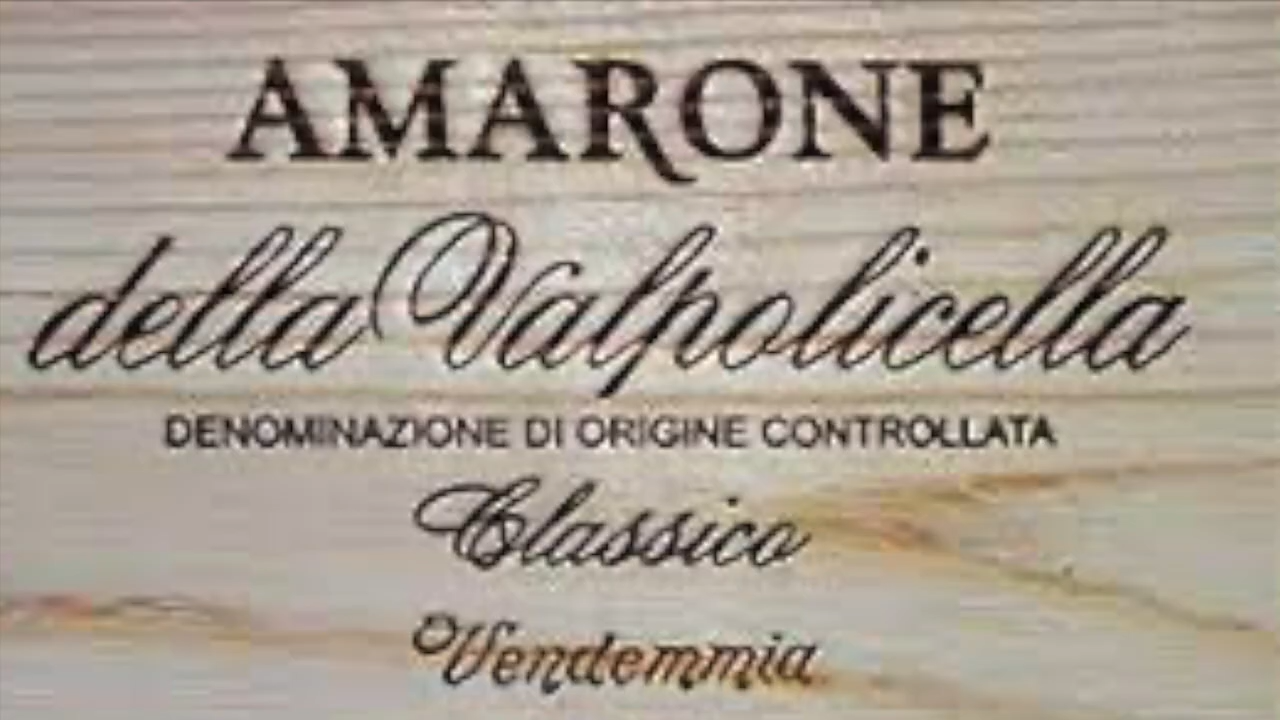 AMARONE
della Valpolicella
DENOMINAZIONE DI ORIGINE CONTROLLATA
Classico
Vendemmia